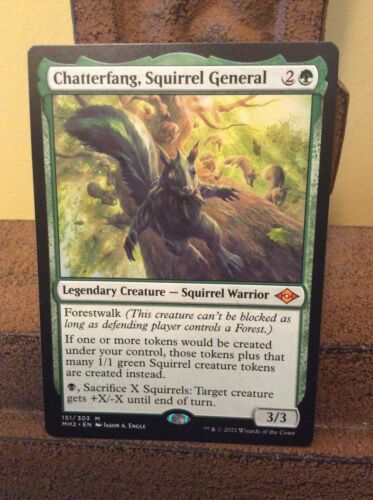 Chatterfang, Squirrel General 2
Legendary Creature — Squirrel Warrior
Forestwalk (This creature can't be blocked as
long as defending player controls a Forest.)
If one or more tokens would be created
under your control, those tokens plus that
many 1/1 green Squirrel creature tokens
are created instead.
, Sacrifice X Squirrels: Target creature
gets +X/-X until end of turn.
3/3
151/303 M
MH2 • EN Jason A. Engle
™ & © 2021 Wizards of the Coast